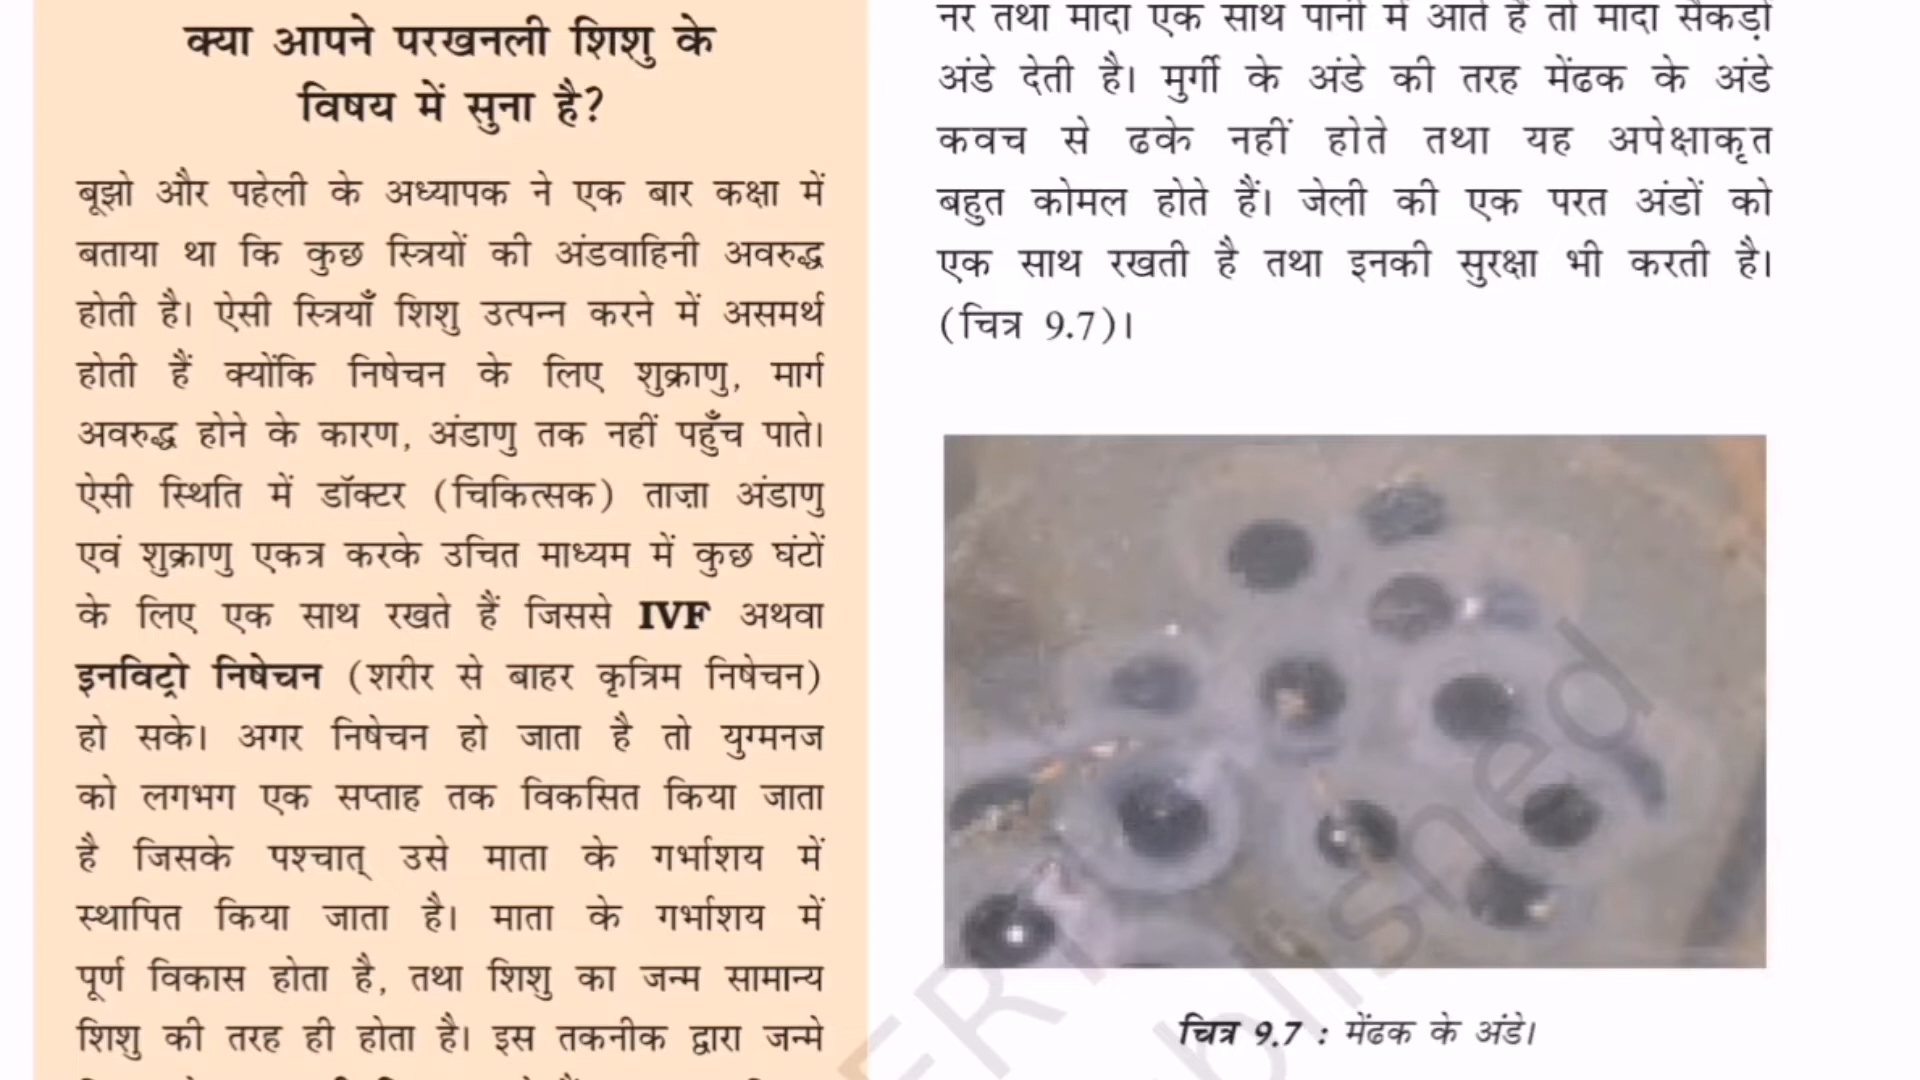 क्या आपने परखनली शिशु के
विषय में सुना है?
बूझो और पहेली के अध्यापक ने एक बार कक्षा में
बताया था कि कुछ स्त्रियों की अंडवाहिनी अवरुद्ध
होती है। ऐसी स्त्रियाँ शिशु उत्पन्न करने में असमर्थ
होती हैं क्योंकि निषेचन के लिए शुक्राणु, मार्ग
अवरुद्ध होने के कारण, अंडाणु तक नहीं पहुँच पाते।
ऐसी स्थिति में डॉक्टर (चिकित्सक) ताज़ा अंडाणु
एवं शुक्राणु एकत्र करके उचित माध्यम में कुछ घंटों
के लिए एक साथ रखते हैं जिससे IVF अथवा
इनविट्रो निषेचन (शरीर से बाहर कृत्रिम निषेचन)
हो सके। अगर निषेचन हो जाता है तो युग्मनज
को लगभग एक सप्ताह तक विकसित किया जाता
है जिसके पश्चात् उसे माता के गर्भाशय में
स्थापित किया जाता है। माता के गर्भाशय में
पूर्ण विकास होता है, तथा शिशु का जन्म सामान्य
शिशु की तरह ही होता है। इस तकनीक द्वारा जन्मे
नर तथा मादा एक साथ पानी में आते हैं तो मादा सैकड़ों
अंडे देती है। मुर्गी के अंडे की तरह मेंढक के अंडे
कवच से ढके नहीं होते तथा यह अपेक्षाकृत
बहुत कोमल होते हैं। जेली की एक परत अंडों को
एक साथ रखती है तथा इनकी सुरक्षा भी करती है।
(चित्र 9.7)।
चित्र 9.7 : मेंढक के अंडे।